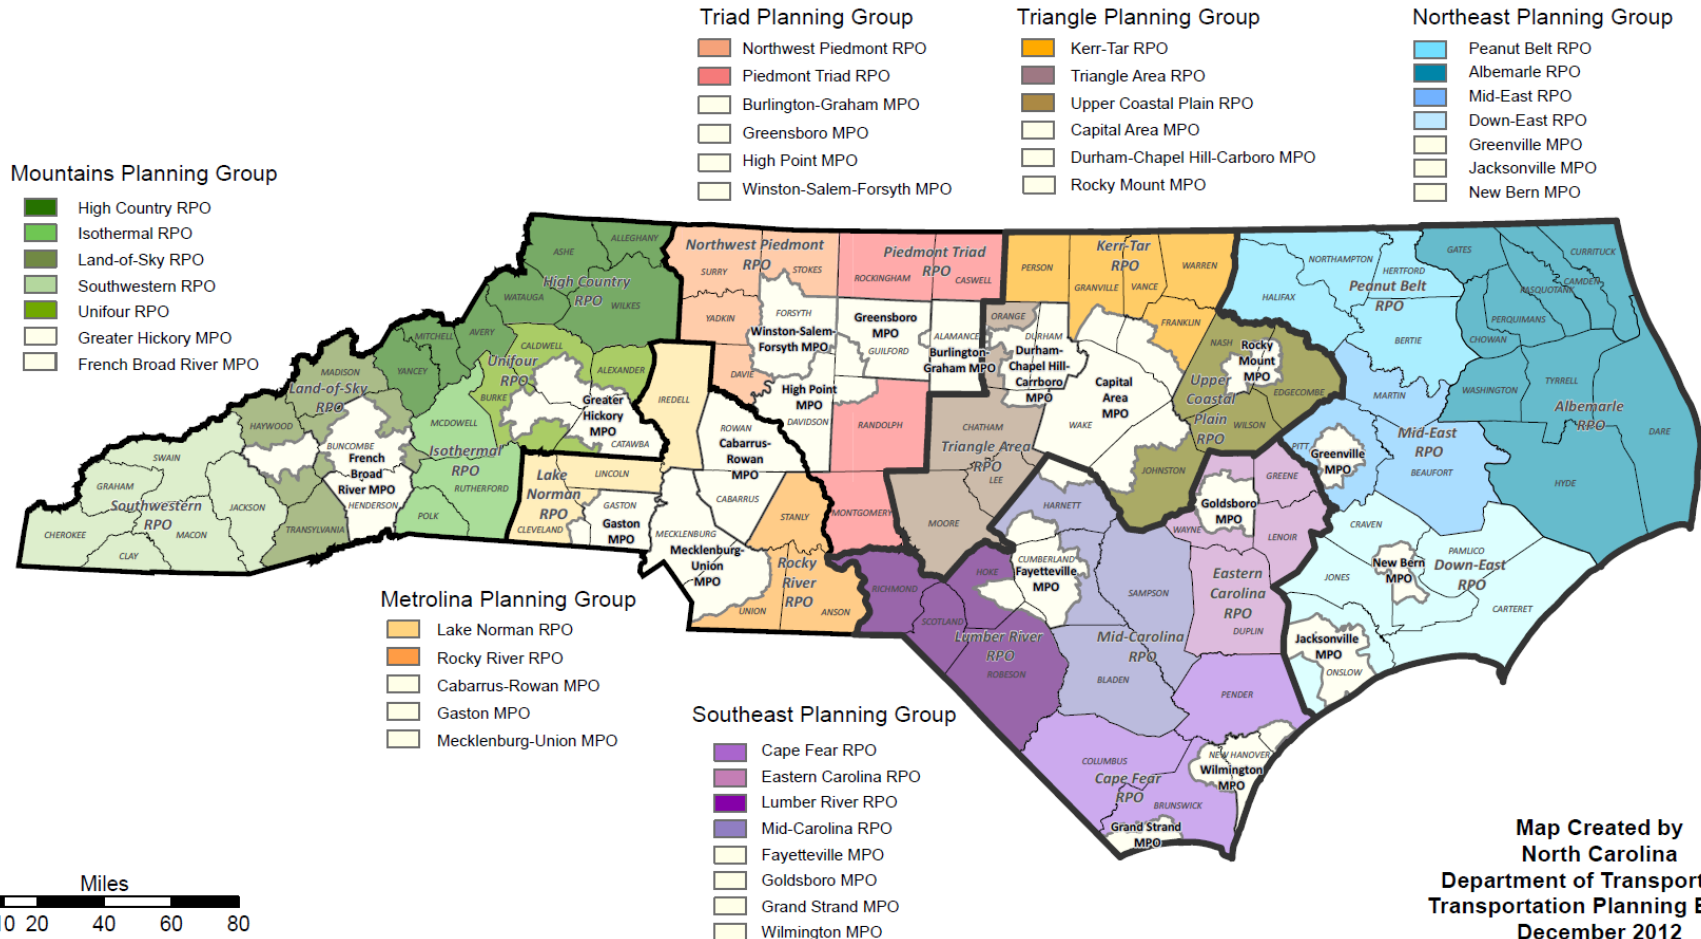 Triad Planning Group
Northwest Piedmont RPO
Piedmont Triad RPO
Burlington-Graham MPO
Greensboro MPO
High Point MPO
Winston-Salem-Forsyth MPO
Triangle Planning Group
Kerr-Tar RPO
Triangle Area RPO
Upper Coastal Plain RPO
Capital Area MPO
Durham-Chapel Hill-Carboro MPO
Rocky Mount MPO
Northeast Planning Group
Peanut Belt RPO
Albemarle RPO
Mid-East RPO
Down-East RPO
Greenville MPO
Jacksonville MPO
New Bern MPO
Mountains Planning Group
High Country RPO
Isothermal RPO
Land-of-Sky RPO
Southwestern RPO
Unifour RPO
Greater Hickory MPO
French Broad River MPO
ASHE
ALLEGHANY
High Country
RPO
WATAUGA
WILKES
MITCHELL
AVERY
YANCEY
CALDWELL
Unifour
RPO
BURKE
ALEXANDER
Greater
Hickory
MPO
CATAWBA
MADISON
Land-of-Sky
RPO
HAYWOOD
BUNCOMBE
French
Broad
River MPO
HENDERSON
TRANSYLVANIA
MCDOWELL
Isothermal
RPO
RUTHERFORD
POLK
SWAIN
GRAHAM
Southwestern
RPO
JACKSON
CHEROKEE
MACON
CLAY
Northwest Piedmont
RPO
SURRY
STOKES
YADKIN
FORSYTH
Winston-Salem-
Forsyth MPO
DAVIE
Piedmont Triad
RPO
ROCKINGHAM
CASWELL
Greensboro
MPO
GUILFORD
ALAMANCE
Burlington-
Graham MPO
High Point
MPO
DAVIDSON
RANDOLPH
MONTGOMERY
IREDELL
ROWAN
Cabarrus-
Rowan
MPO
CABARRUS
Lake
Norman
RPO
LINCOLN
CLEVELAND
GASTON
Gaston
MPO
MECKLENBURG
Mecklenburg-
Union
MPO
STANLY
Rocky
River
RPO
UNION
ANSON
Kerr-Tar
RPO
PERSON
GRANVILLE
VANCE
WARREN
FRANKLIN
ORANGE
DURHAM
Durham-
Chapel Hill-
Carrboro
MPO
Capital
Area
MPO
WAKE
CHATHAM
Triangle Area
RPO
LEE
MOORE
NASH
Rocky
Mount
MPO
EDGECOMBE
Upper
Coastal
Plain
RPO
WILSON
JOHNSTON
NORTHAMPTON
HERTFORD
Peanut Belt
RPO
HALIFAX
BERTIE
GATES
CURRITUCK
CAMDEN
PASQUOTANK
PERQUIMANS
CHOWAN
WASHINGTON
TYRRELL
Albemarle
RPO
DARE
HYDE
MARTIN
PITT
Greenville
MPO
Mid-East
RPO
BEAUFORT
CRAVEN
PAMLICO
Down-East
RPO
New Bern
MPO
JONES
CARTERET
Jacksonville
MPO
ONSLOW
HARNETT
CUMBERLAND
Fayetteville
MPO
SAMPSON
Mid-Carolina
RPO
BLADEN
GREENE
Goldsboro
MPO
WAYNE
LENOIR
Eastern
Carolina
RPO
DUPLIN
RICHMOND
HOKE
SCOTLAND
Lumber River
RPO
ROBESON
PENDER
COLUMBUS
Cape Fear
RPO
BRUNSWICK
NEW HANOVER
Wilmington
MPO
Grand Strand
MPO
Metrolina Planning Group
Lake Norman RPO
Rocky River RPO
Cabarrus-Rowan MPO
Gaston MPO
Mecklenburg-Union MPO
Southeast Planning Group
Cape Fear RPO
Eastern Carolina RPO
Lumber River RPO
Mid-Carolina RPO
Fayetteville MPO
Goldsboro MPO
Grand Strand MPO
Wilmington MPO
Miles
20 40 60 80
Map Created by
North Carolina
Department of Transport
Transportation Planning
December 2012